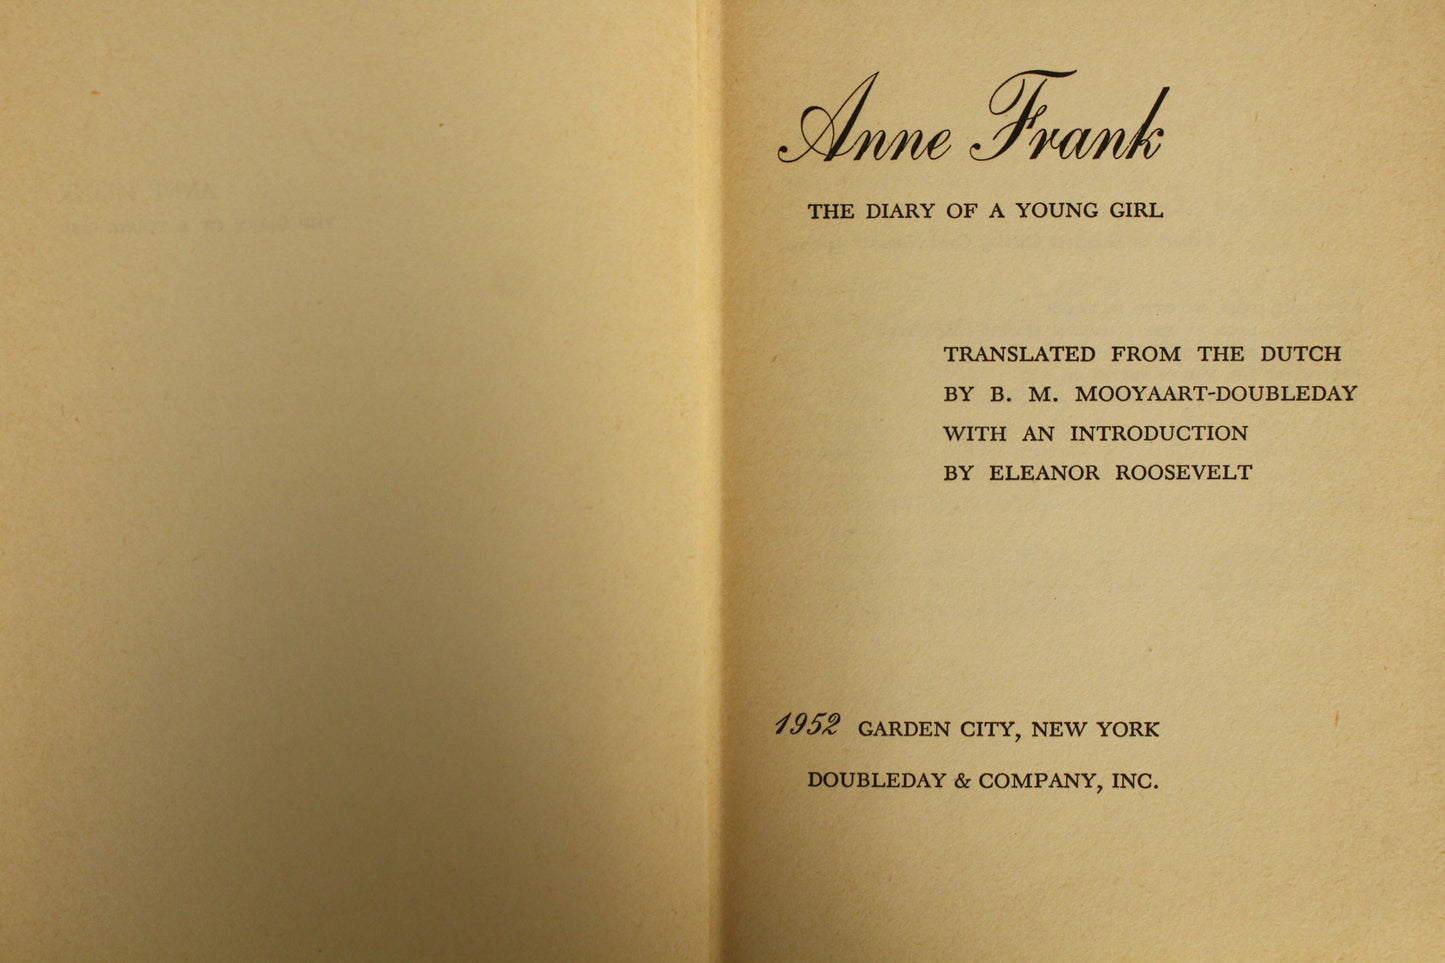 Anne Frank
THE DIARY OF A YOUNG GIRL
TRANSLATED FROM THE DUTCH
BY B. M. MOOYAART-DOUBLEDAY
WITH AN INTRODUCTION
BY ELEANOR ROOSEVELT
1952 GARDEN CITY, NEW YORK
DOUBLEDAY & COMPANY, INC.